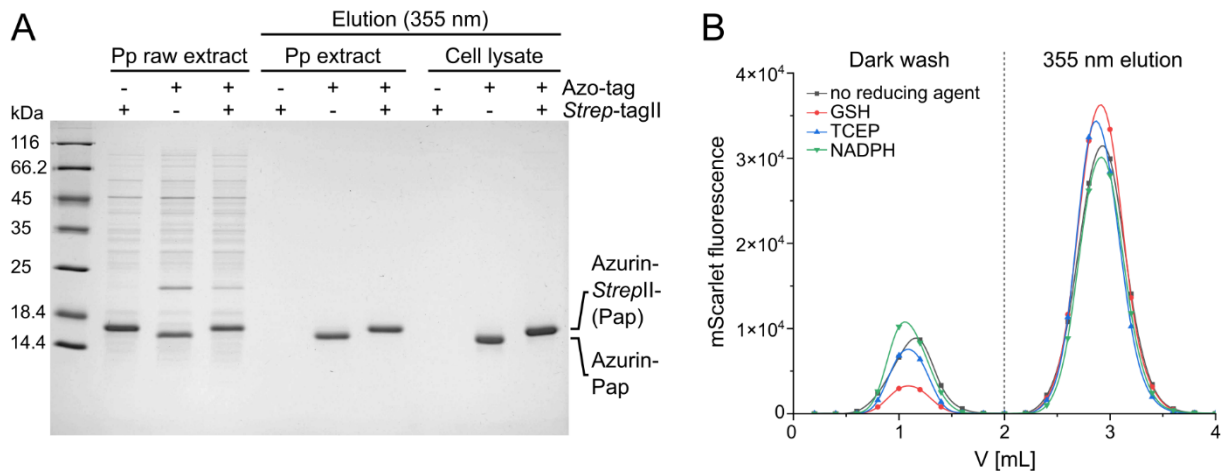 A
Elution (355 nm)
Pp raw extract
Pp extract
Cell lysate
- + + - + + - + + Azo-tag
+ - + + - + + - + Strep-tagII
kDa
116
66.2
45
35
25
18.4
14.4
Azurin-
StrepII-
(Pap)
Azurin-
Pap
B
Dark wash
355 nm elution
no reducing agent
GSH
TCEP
NADPH
mScarlet fluorescence
4×10⁴
3×10⁴
2×10⁴
1×10⁴
0
0 1 2 3 4
V [mL]